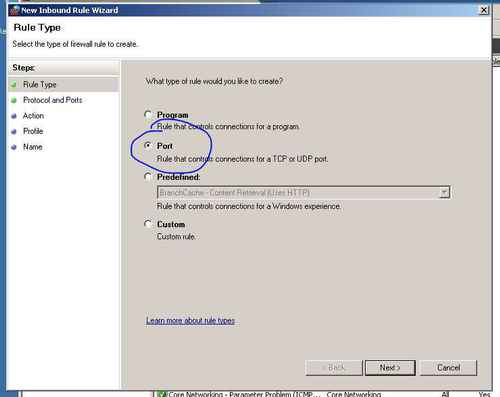 New Inbound Rule Wizard
Rule Type
Select the type of firewall rule to create.
Steps:
Rule Type
Protocol and Ports
Action
Profile
Name
What type of rule would you like to create?
Program
Rule that controls connections for a program.
Port
Rule that controls connections for a TCP or UDP port.
Predefined:
BranchCache - Content Retrieval (Uses HTTP)
Rule that controls connections for a Windows experience.
Custom
Custom rule.
Learn more about rule types
< Back
Next >
Cancel
Core Networking - Parameter Problem (ICMP... Core Networking All Yes